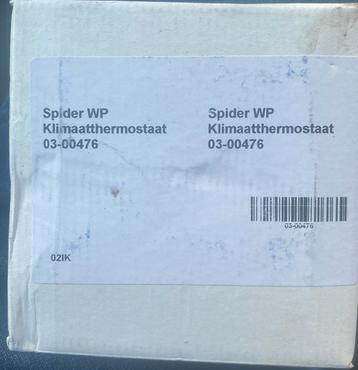 Spider WP
Klimaatthermostaat
03-00476
Spider WP
Klimaatthermostaat
03-00476
03-00476
02IK